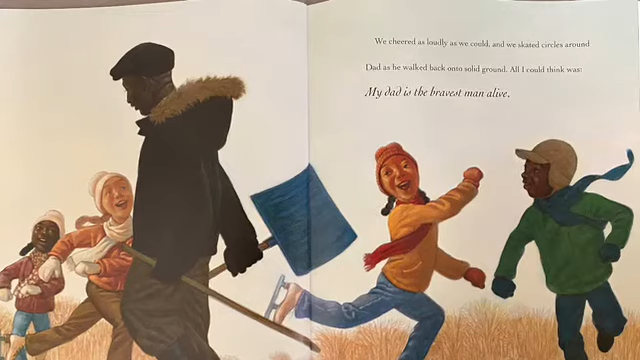 We cheered as loudly as we could, and we skated circles around
Dad as he walked back onto solid ground. All I could think was:
My dad is the bravest man alive.